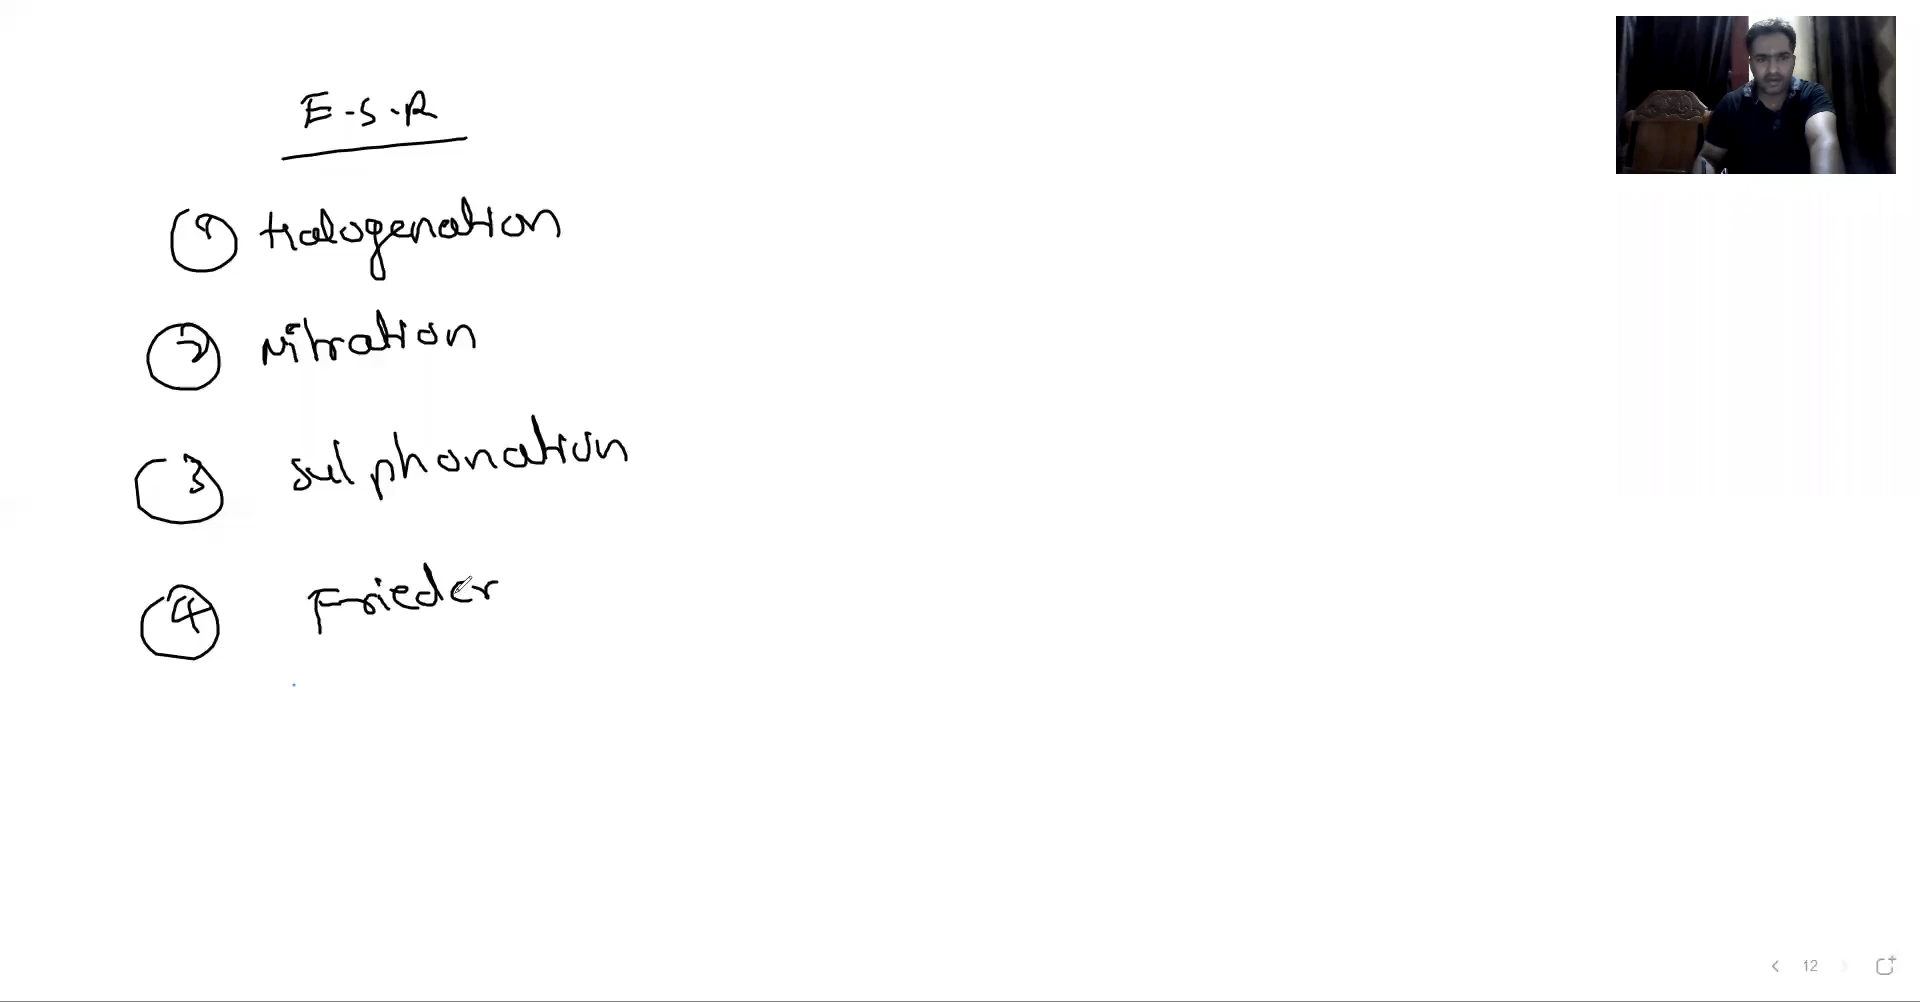 E.S.R
1 Halogenation
2 Nitration
3 sulphonation
4 Frieder
12